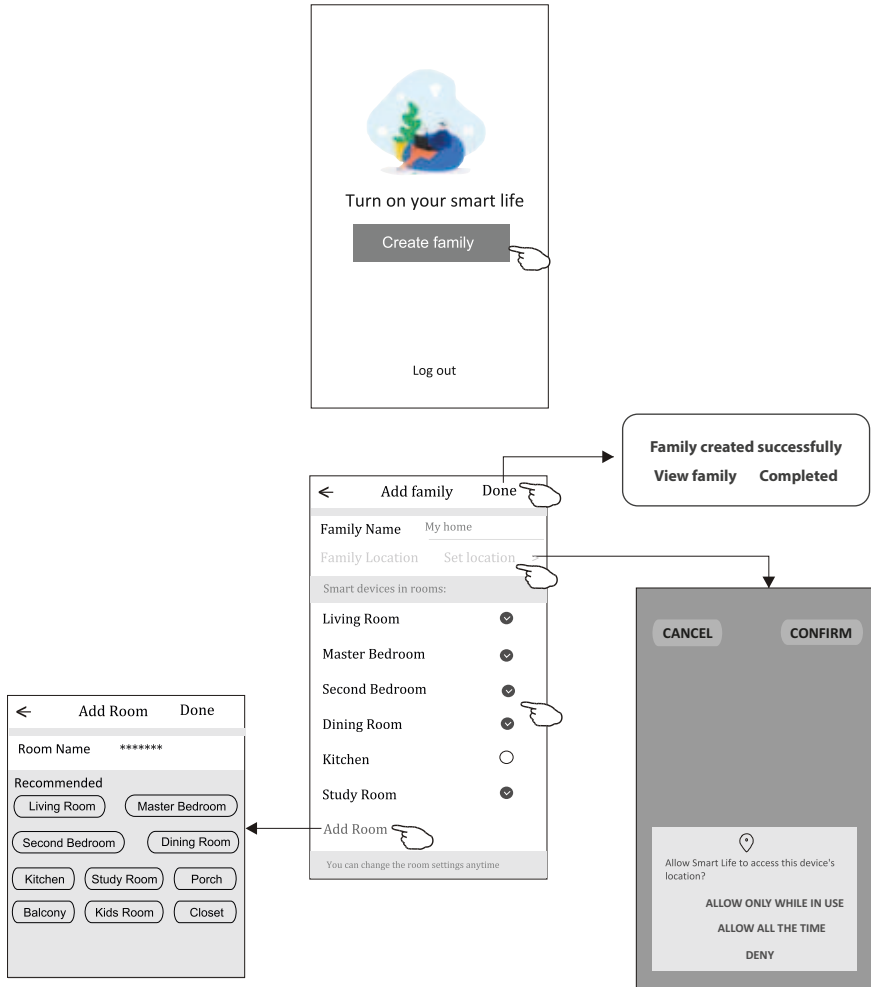 Turn on your smart life
Create family
Log out
Family created successfully
View family Completed
Add family Done
Family Name My home
Family Location Set location >
Smart devices in rooms:
Living Room
Master Bedroom
Second Bedroom
Dining Room
Kitchen
Study Room
Add Room
You can change the room settings anytime
CANCEL CONFIRM
Allow Smart Life to access this device's
location?
ALLOW ONLY WHILE IN USE
ALLOW ALL THE TIME
DENY
Add Room Done
Room Name *******
Recommended
Living Room Master Bedroom
Second Bedroom Dining Room
Kitchen Study Room Porch
Balcony Kids Room Closet